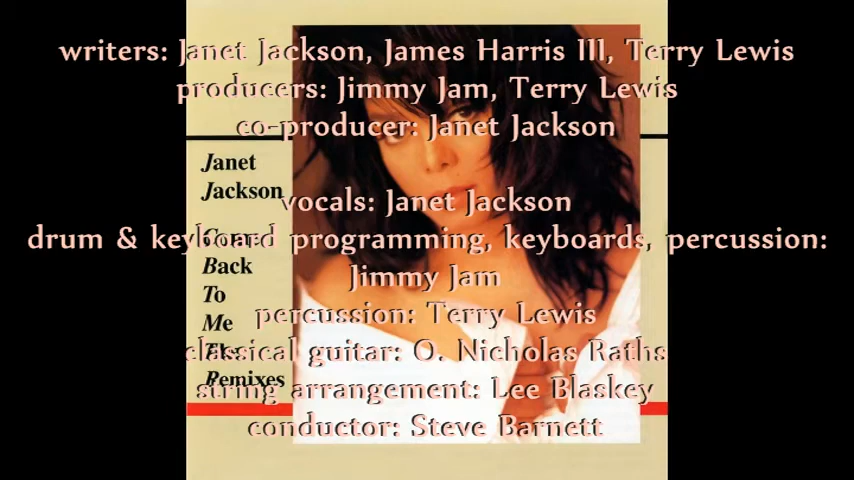 writers: Janet Jackson, James Harris III, Terry Lewis
producers: Jimmy Jam, Terry Lewis
co-producer: Janet Jackson
Janet
Jackson
vocals: Janet Jackson
drum & keyboard programming, keyboards, percussion:
Jimmy Jam
Come
Back
To
Me
The
Remixes
percussion: Terry Lewis
classical guitar: O. Nicholas Raths
string arrangement: Lee Blaskey
conductor: Steve Barnett